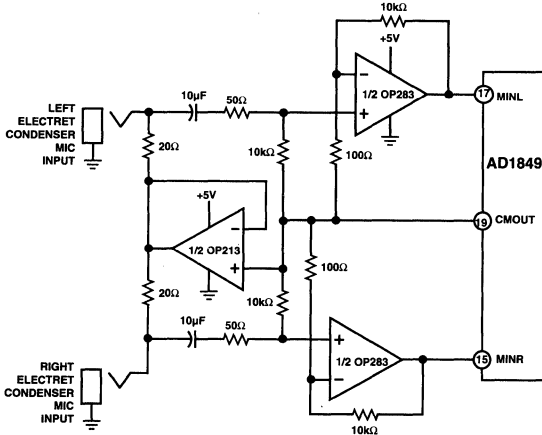 10kΩ
+5V
1/2 OP283
17 MINL
10µF
50Ω
LEFT
ELECTRET
CONDENSER
MIC
INPUT
20Ω
10kΩ
100Ω
AD1849
+5V
1/2 OP213
19
CMOUT
100Ω
20Ω
10kΩ
10µF
50Ω
1/2 OP283
15 MINR
RIGHT
ELECTRET
CONDENSER
MIC
INPUT
10kΩ